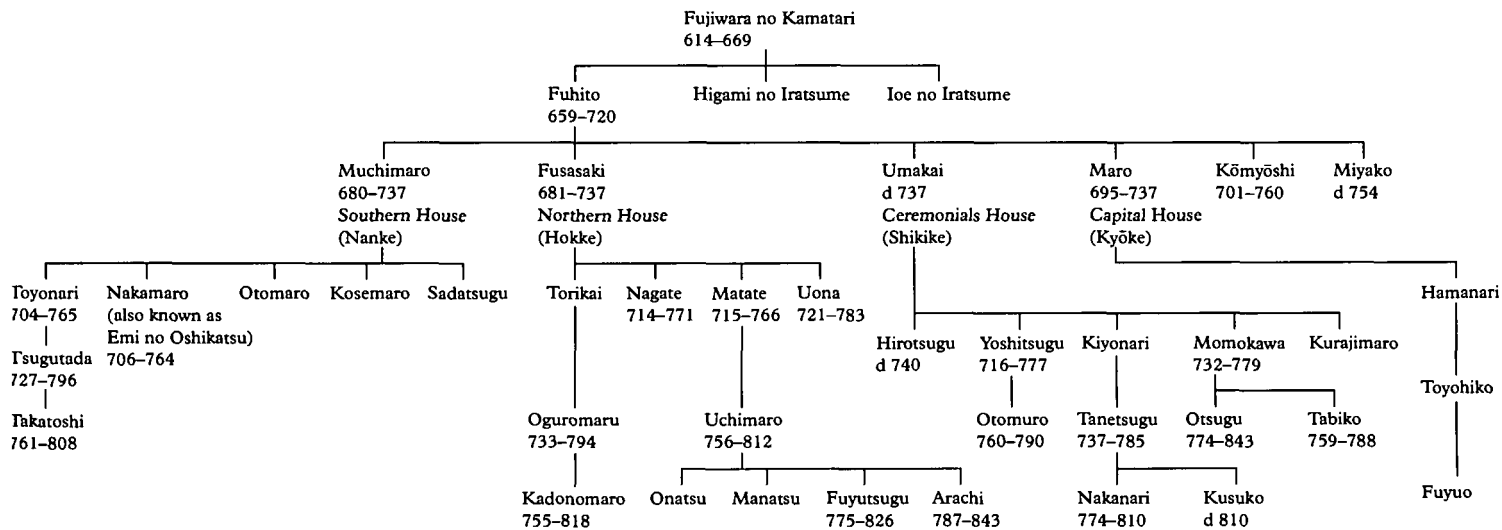 Fujiwara no Kamatari
614–669
Fuhito
659–720
Higami no Iratsume
Ioe no Iratsume
Muchimaro
680–737
Southern House
(Nanke)
Fusasaki
681–737
Northern House
(Hokke)
Umakai
d 737
Ceremonials House
(Shikike)
Maro
695–737
Capital House
(Kyōke)
Kōmyōshi
701–760
Miyako
d 754
Toyonari
704–765
Nakamaro
(also known as
Emi no Oshikatsu)
706–764
Otomaro
Kosemaro
Sadatsugu
Torikai
Nagate
714–771
Matate
715–766
Uona
721–783
Hamanari
Hirotsugu
d 740
Yoshitsugu
716–777
Kiyonari
Momokawa
732–779
Kurajimaro
Tsugutada
727–796
Toyohiko
Takatoshi
761–808
Oguromaru
733–794
Uchimaro
756–812
Otomuro
760–790
Tanetsugu
737–785
Otsugu
774–843
Tabiko
759–788
Kadonomaro
755–818
Onatsu
Manatsu
Fuyutsugu
775–826
Arachi
787–843
Nakanari
774–810
Kusuko
d 810
Fuyuo